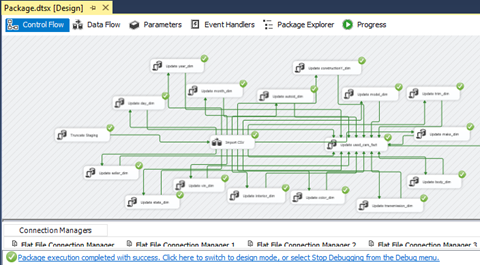 Package.dtsx [Design]
Control Flow
Data Flow
Parameters
Event Handlers
Package Explorer
Progress
Update year_dim
Update construction1_dim
Update month_dim
Update model_dim
Update trim_dim
Update day_dim
Truncate Staging
Import CSV
Update used_cars_fact
Update make_dim
Update seller_dim
Update vin_dim
Update interior_dim
Update color_dim
Update body_dim
Update state_dim
Update transmission_dim
Connection Managers
Flat File Connection Manager
Flat File Connection Manager 1
Flat File Connection Manager 2
Flat File Connection Manager
Package execution completed with success. Click here to switch to design mode, or select Stop Debugging from the Debug menu.